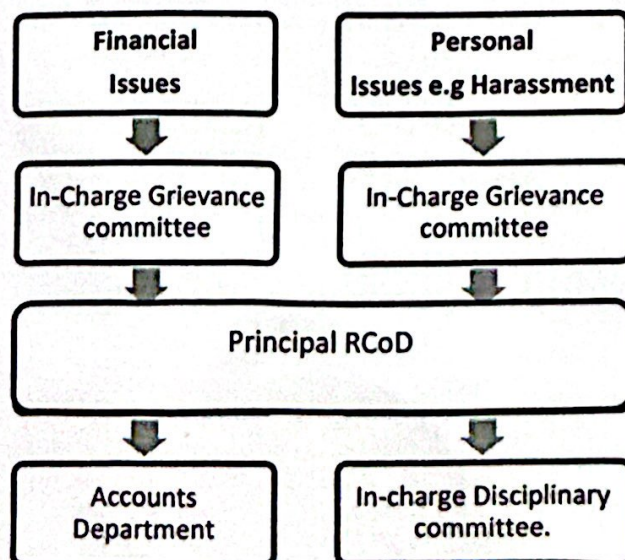 Financial
Issues
Personal
Issues e.g Harassment
In-Charge Grievance
committee
In-Charge Grievance
committee
Principal RCoD
Accounts
Department
In-charge Disciplinary
committee.